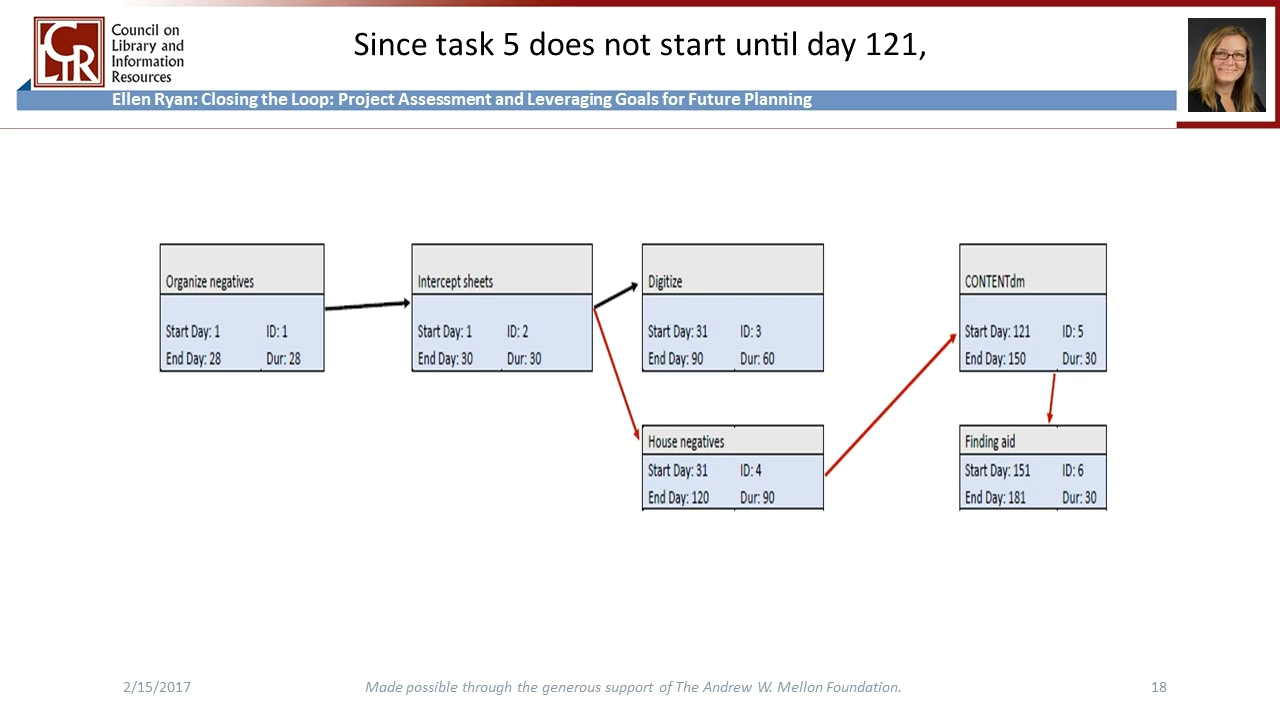 CLIR
Council on
Library and
Information
Resources
Since task 5 does not start until day 121,
Ellen Ryan: Closing the Loop: Project Assessment and Leveraging Goals for Future Planning
Organize negatives
Start Day: 1 ID: 1
End Day: 28 Dur: 28
Intercept sheets
Start Day: 1 ID: 2
End Day: 30 Dur: 30
Digitize
Start Day: 31 ID: 3
End Day: 90 Dur: 60
CONTENTdm
Start Day: 121 ID: 5
End Day: 150 Dur: 30
House negatives
Start Day: 31 ID: 4
End Day: 120 Dur: 90
Finding aid
Start Day: 151 ID: 6
End Day: 181 Dur: 30
2/15/2017 Made possible through the generous support of The Andrew W. Mellon Foundation. 18